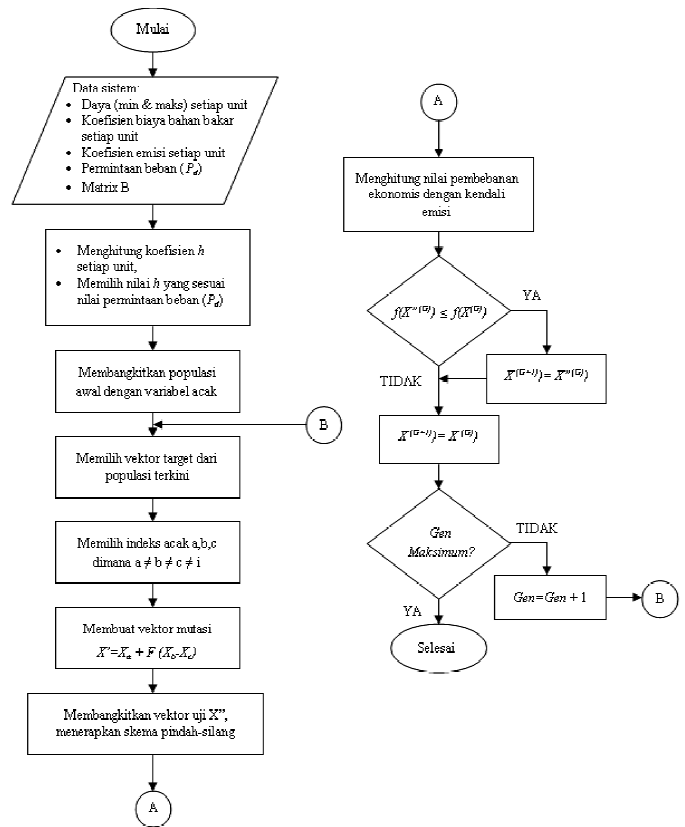 Mulai
Data sistem:
• Daya (min & maks) setiap unit
• Koefisien biaya bahan bakar
setiap unit
• Koefisien emisi setiap unit
• Permintaan beban (Pd)
• Matrix B
• Menghitung koefisien h
setiap unit,
• Memilih nilai h yang sesuai
nilai permintaan beban (Pd)
Membangkitkan populasi
awal dengan variabel acak
B
Memilih vektor target dari
populasi terkini
Memilih indeks acak a,b,c
dimana a ≠ b ≠ c ≠ i
Membuat vektor mutasi
X'=Xa + F (Xb-Xc)
Membangkitkan vektor uji X”,
menerapkan skema pindah-silang
A
A
Menghitung nilai pembebanan
ekonomis dengan kendali
emisi
f(X”(G)) ≤ f(X(G))
YA
X(G+1))= X”(G))
TIDAK
X(G+1))= X(G))
Gen
Maksimum?
TIDAK
Gen=Gen + 1
B
YA
Selesai